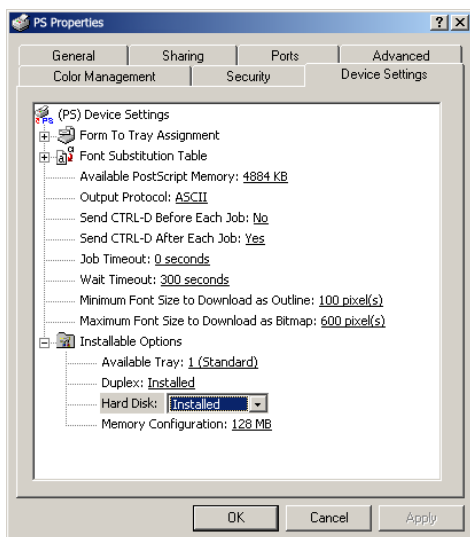 PS Properties
General Sharing Ports Advanced
Color Management Security Device Settings
(PS) Device Settings
Form To Tray Assignment
Font Substitution Table
Available PostScript Memory: 4884 KB
Output Protocol: ASCII
Send CTRL-D Before Each Job: No
Send CTRL-D After Each Job: Yes
Job Timeout: 0 seconds
Wait Timeout: 300 seconds
Minimum Font Size to Download as Outline: 100 pixel(s)
Maximum Font Size to Download as Bitmap: 600 pixel(s)
Installable Options
Available Tray: 1 (Standard)
Duplex: Installed
Hard Disk: Installed
Memory Configuration: 128 MB
OK Cancel Apply